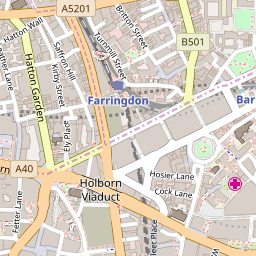 A5201
Hatton Wall
Britton Street
Turnmill Street
B501
Saffron Hill
Kirby Street
Hatton Garden
Farringdon
Ely Place
A40
Holborn
Viaduct
Hosier Lane
Cock Lane
Fetter Lane